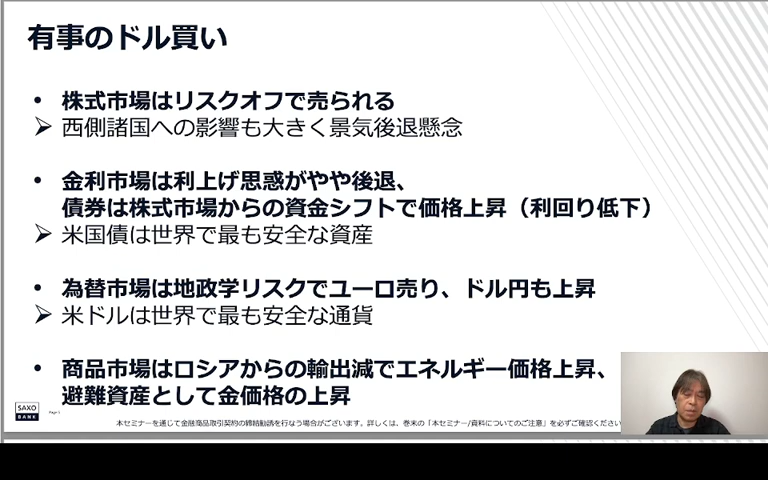 有事のドル買い
• 株式市場はリスクオフで売られる
➢ 西側諸国への影響も大きく景気後退懸念
• 金利市場は利上げ思惑がやや後退、
債券は株式市場からの資金シフトで価格上昇（利回り低下）
➢ 米国債は世界で最も安全な資産
• 為替市場は地政学リスクでユーロ売り、ドル円も上昇
➢ 米ドルは世界で最も安全な通貨
• 商品市場はロシアからの輸出減でエネルギー価格上昇、
避難資産として金価格の上昇
SAXO
BANK
本セミナーを通じて金融商品取引契約の締結勧誘を行なう場合がございます。詳しくは、巻末の「本セミナー/資料についてのご注意」を必ずご確認ください